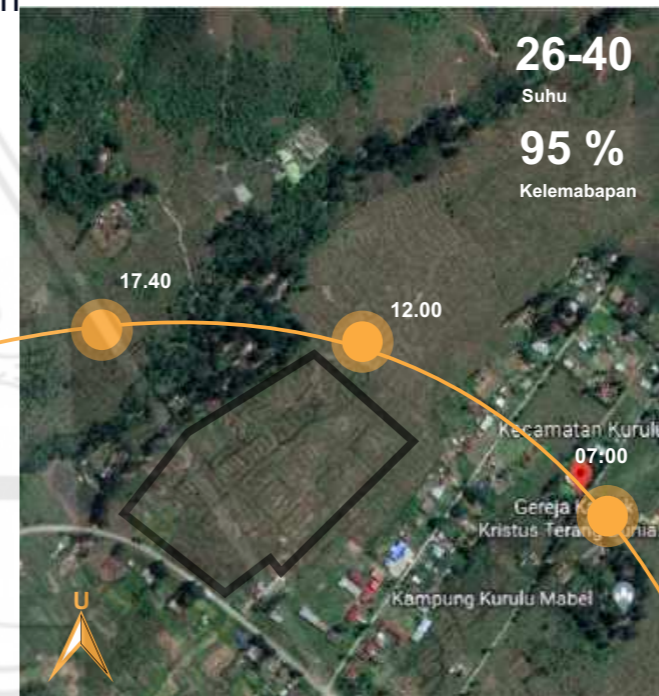 n
26-40
Suhu
95 %
Kelemabapan
17.40
12.00
Kecamatan Kurulu
07.00
Gereja K
Kristus Terang
Kampung Kurulu Mabel
U